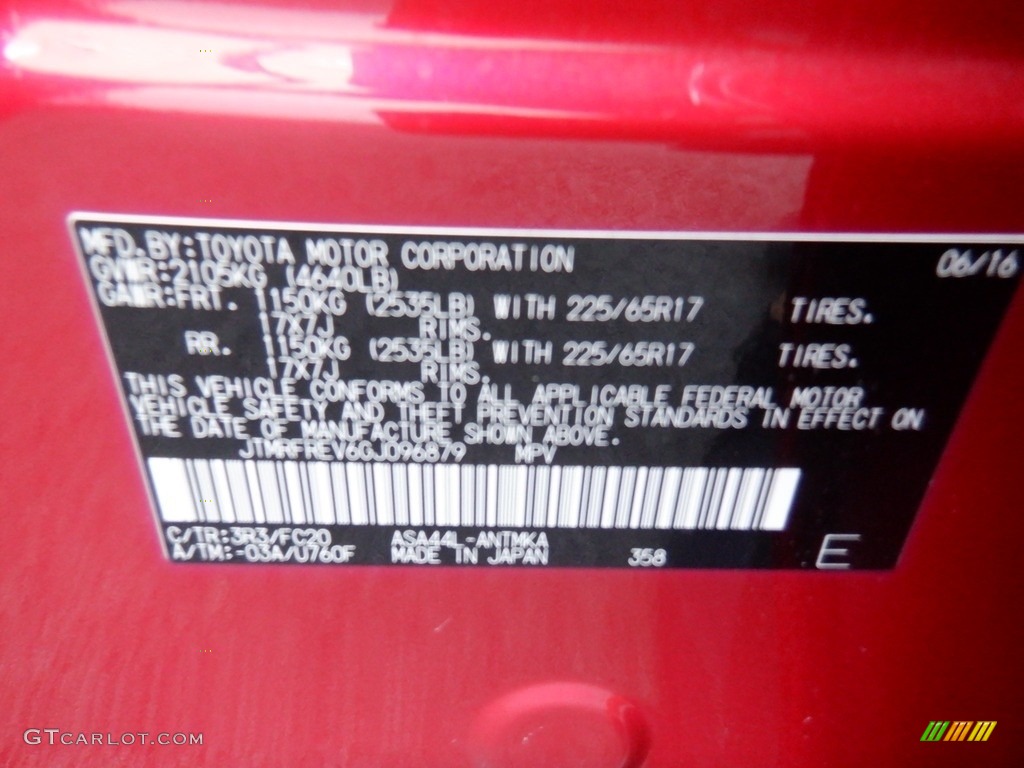 MFD. BY: TOYOTA MOTOR CORPORATION 06/16
GVWR: 2105KG (4640LB)
GAWR: FRT. 1150KG (2535LB) WITH 225/65R17 TIRES.
17X7J RIMS.
RR. 1150KG (2535LB) WITH 225/65R17 TIRES.
17X7J RIMS.
THIS VEHICLE CONFORMS TO ALL APPLICABLE FEDERAL MOTOR
VEHICLE SAFETY AND THEFT PREVENTION STANDARDS IN EFFECT ON
THE DATE OF MANUFACTURE SHOWN ABOVE.
JTMRFREV6GJ096879 MPV
C/TR: 3R3/FC20 ASA44L-ANTMKA
A/TM: -03A/U760F MADE IN JAPAN 358 E
GTCARLOT.COM